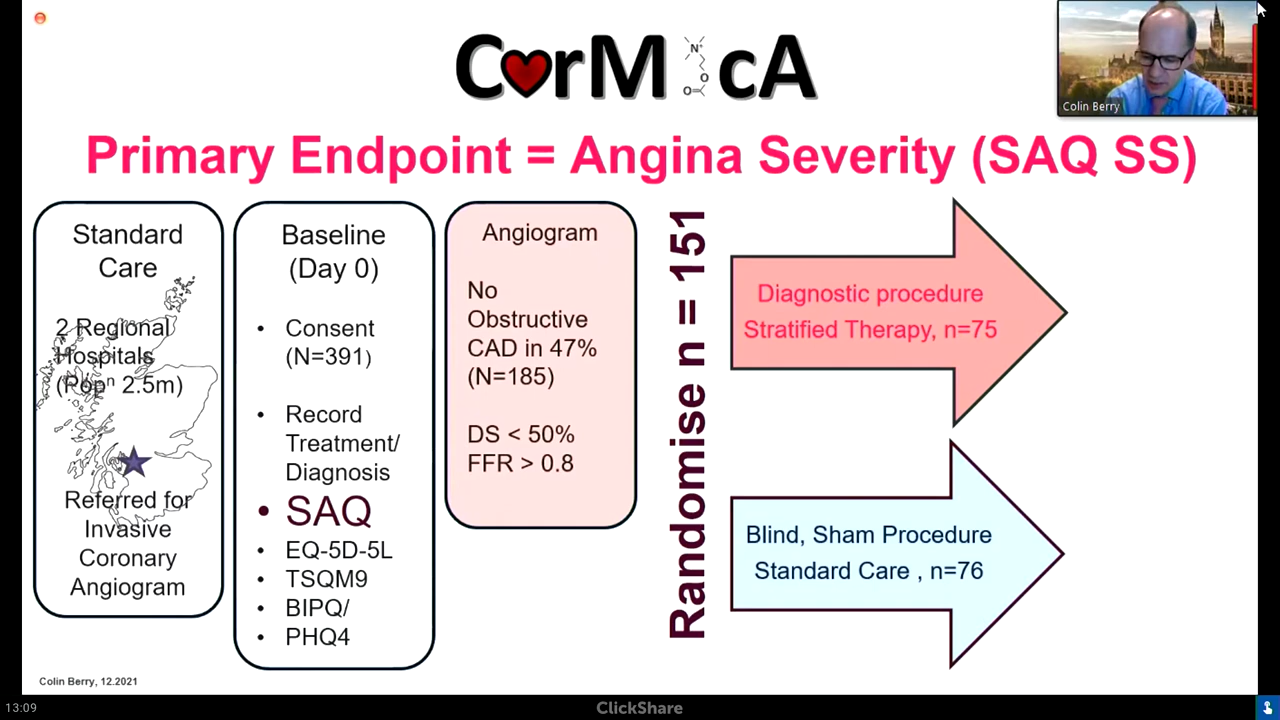 CorMicA
N+
O
O
Colin Berry
Primary Endpoint = Angina Severity (SAQ SS)
Standard
Care
2 Regional
Hospitals
(Popⁿ 2.5m)
Referred for
Invasive
Coronary
Angiogram
Baseline
(Day 0)
• Consent
(N=391)
• Record
Treatment/
Diagnosis
• SAQ
• EQ-5D-5L
• TSQM9
• BIPQ/
• PHQ4
Angiogram
No
Obstructive
CAD in 47%
(N=185)
DS < 50%
FFR > 0.8
Randomise n = 151
Diagnostic procedure
Stratified Therapy, n=75
Blind, Sham Procedure
Standard Care , n=76
Colin Berry, 12.2021
13:09
ClickShare